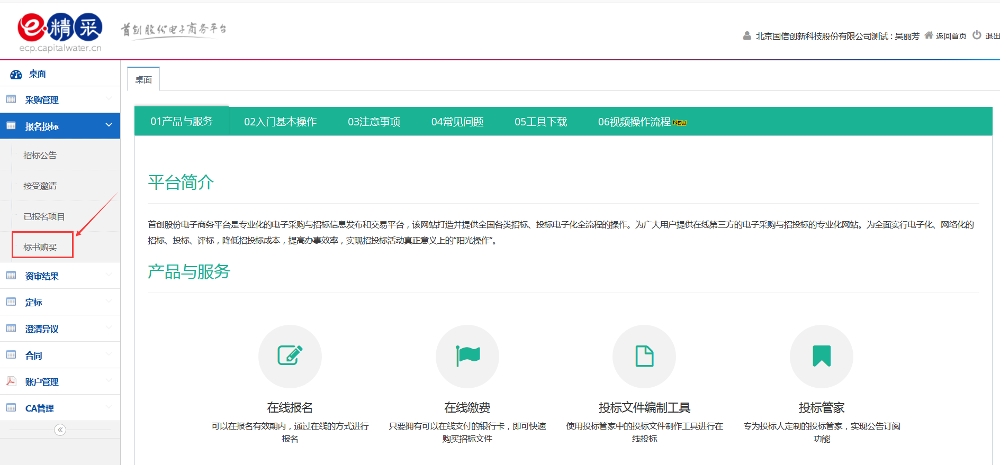 e·精采
首创股份电子商务平台
ecp.capitalwater.cn
北京国信创新科技股份有限公司测试 : 吴丽芳 返回首页 退出
桌面
采购管理
报名投标
招标公告
接受邀请
已报名项目
标书购买
资审结果
定标
澄清异议
合同
账户管理
CA管理
桌面
01产品与服务 02入门基本操作 03注意事项 04常见问题 05工具下载 06视频操作流程 NEW
平台简介
首创股份电子商务平台是专业化的电子采购与招标信息发布和交易平台，该网站打造并提供全国各类招标、投标电子化全流程的操作。为广大用户提供在线第三方的电子采购与招投标的专业化网站。为全面实行电子化、网络化的
招标、投标、评标，降低招投标成本，提高办事效率，实现招投标活动真正意义上的“阳光操作“。
产品与服务
在线报名
可以在报名有效期内，通过在线的方式进行
报名
在线缴费
只要拥有可以在线支付的银行卡，即可快速
购买招标文件
投标文件编制工具
使用投标管家中的投标文件制作工具进行在
线投标
投标管家
专为投标人定制的投标管家，实现公告订阅
功能